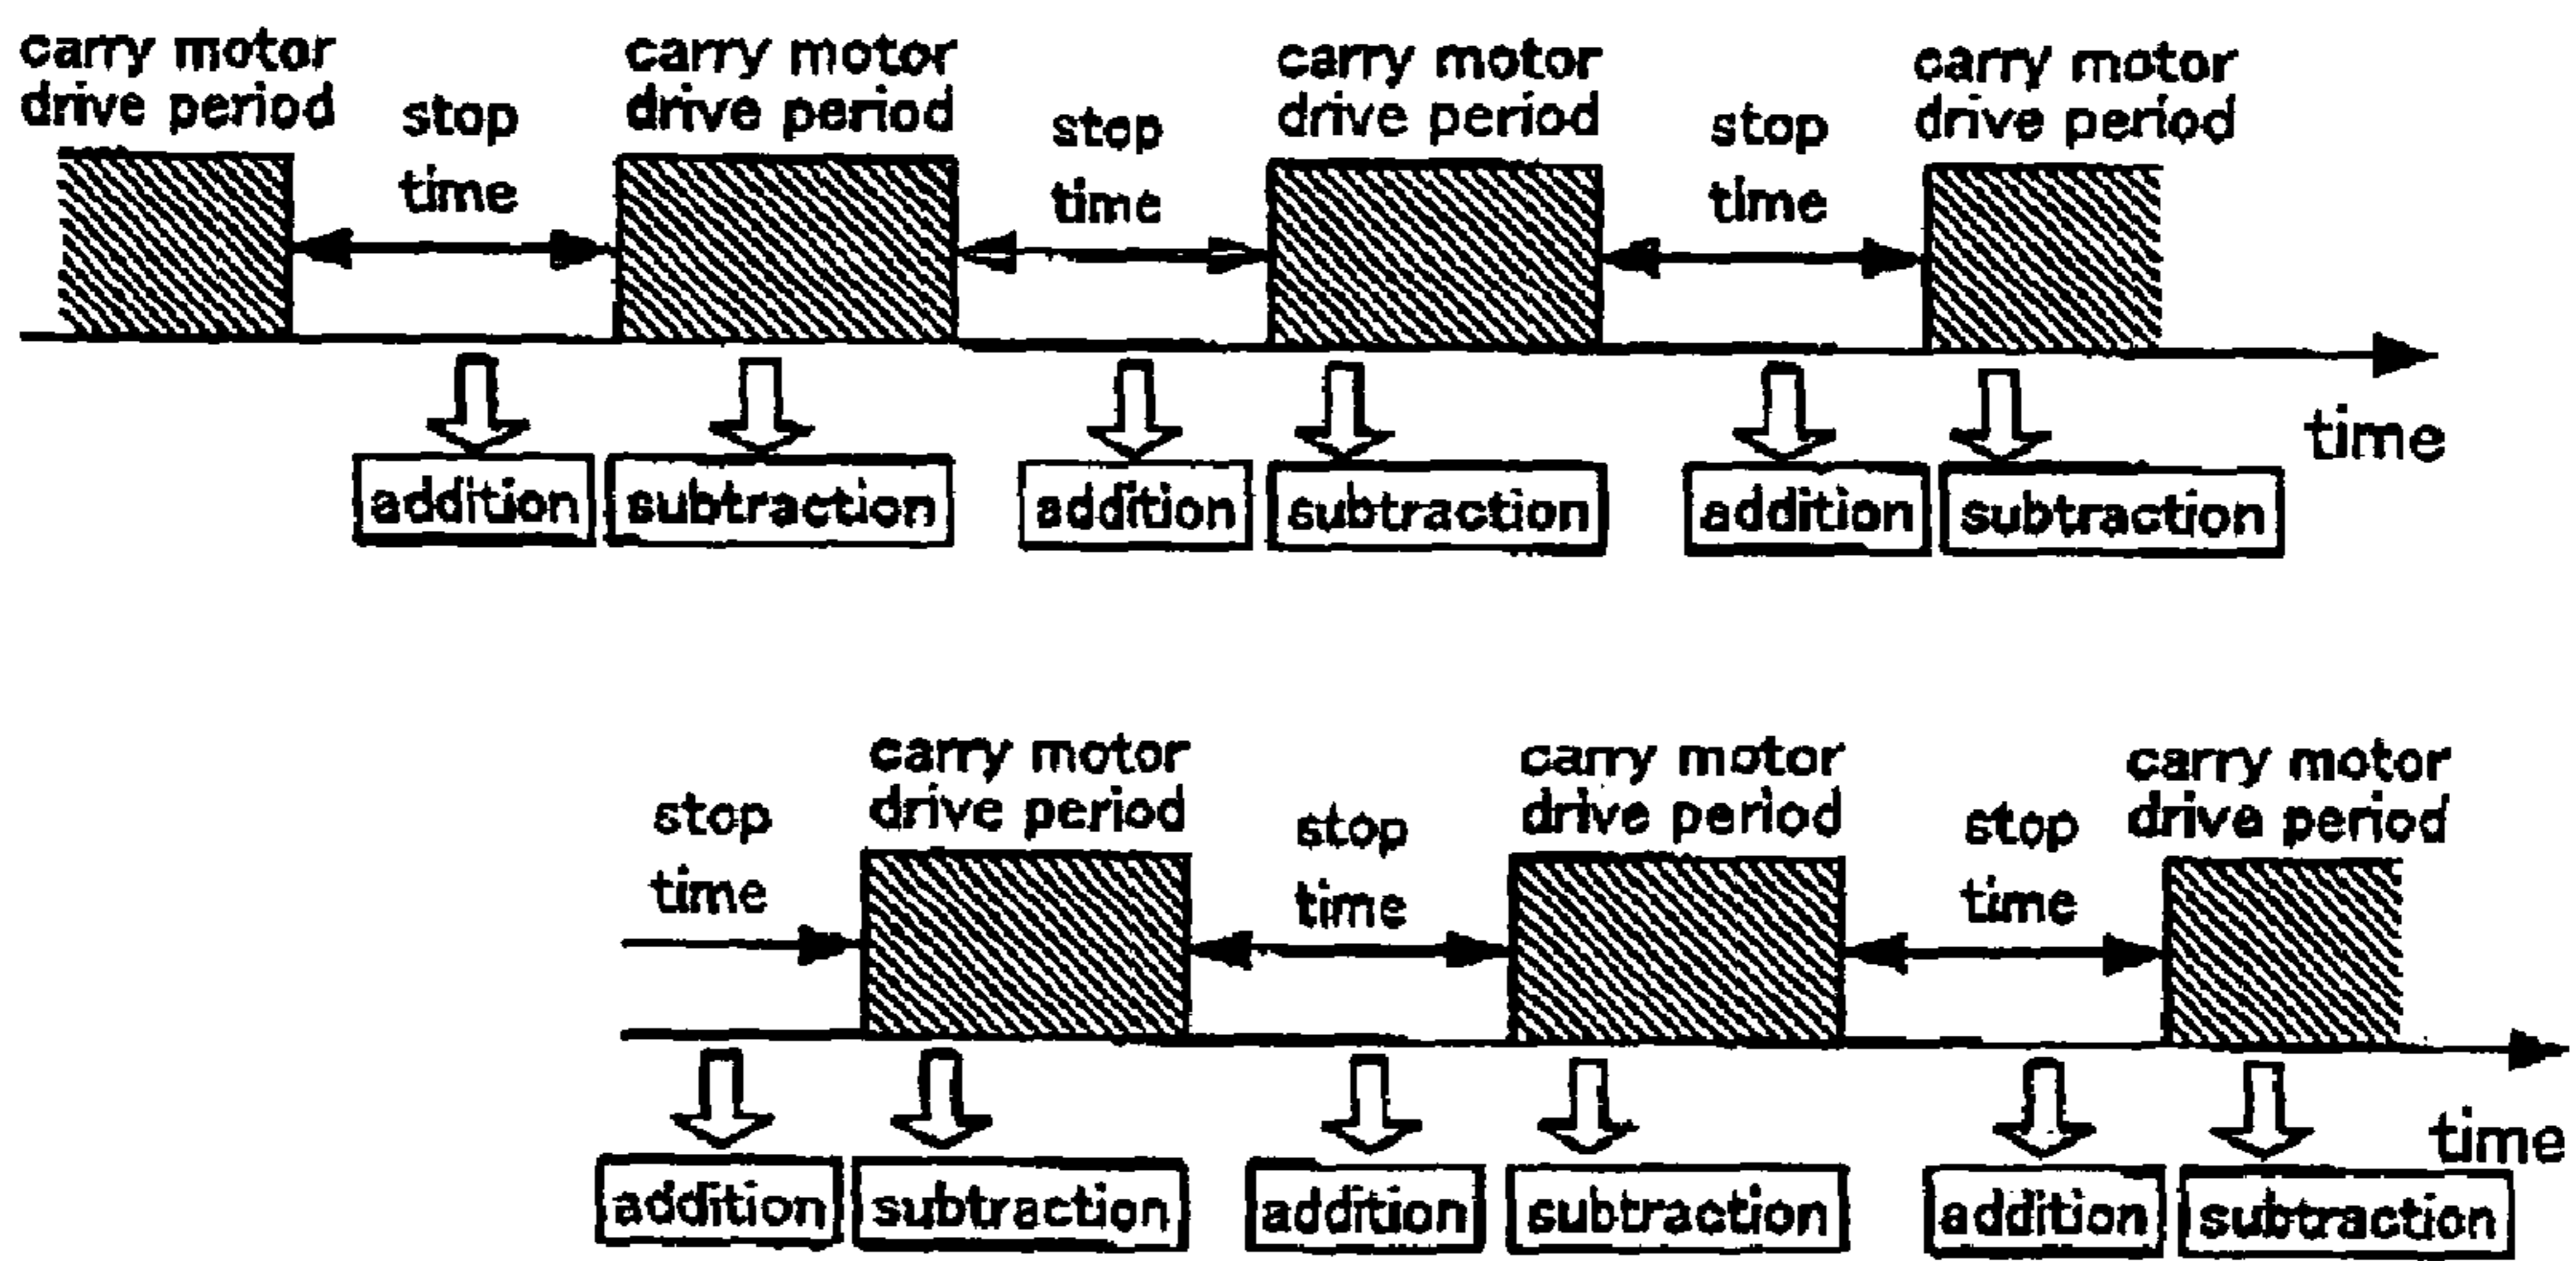 carry motor
drive period
stop
time
carry motor
drive period
stop
time
carry motor
drive period
stop
time
carry motor
drive period
time
addition
subtraction
addition
subtraction
addition
subtraction
stop
time
carry motor
drive period
stop
time
carry motor
drive period
stop
time
carry motor
drive period
time
addition
subtraction
addition
subtraction
addition
subtraction